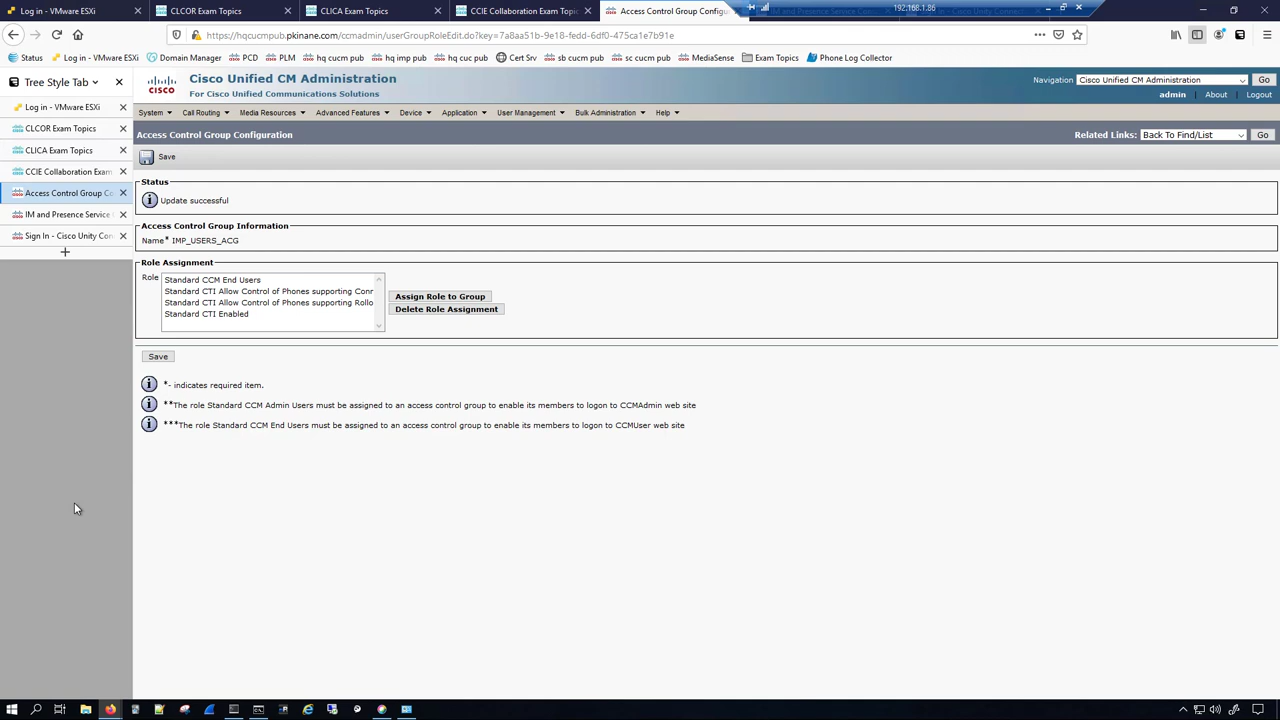 Log in - VMware ESXi
CLCOR Exam Topics
CLICA Exam Topics
CCIE Collaboration Exam Topic
Access Control Group Configu
192.168.1.86
https://hqcucmpub.pkinane.com/ccmadmin/userGroupRoleEdit.do?key=7a8aa51b-9e18-fedd-6df0-475ca1e7b91e
Status
Log in - VMware ESXi
Domain Manager
PCD
PLM
hq cucm pub
hq imp pub
hq cuc pub
Cert Srv
sb cucm pub
sc cucm pub
MediaSense
Exam Topics
Phone Log Collector
Tree Style Tab
Log in - VMware ESXi
CLCOR Exam Topics
CLICA Exam Topics
CCIE Collaboration Exam
Access Control Group Co
IM and Presence Service
Sign In - Cisco Unity Con
CISCO
Cisco Unified CM Administration
For Cisco Unified Communications Solutions
Navigation Cisco Unified CM Administration Go
admin About Logout
System Call Routing Media Resources Advanced Features Device Application User Management Bulk Administration Help
Access Control Group Configuration
Related Links: Back To Find/List Go
Save
Status
Update successful
Access Control Group Information
Name* IMP_USERS_ACG
Role Assignment
Role
Standard CCM End Users
Standard CTI Allow Control of Phones supporting Conn
Standard CTI Allow Control of Phones supporting Rollo
Standard CTI Enabled
Assign Role to Group
Delete Role Assignment
Save
*- indicates required item.
**The role Standard CCM Admin Users must be assigned to an access control group to enable its members to logon to CCMAdmin web site
***The role Standard CCM End Users must be assigned to an access control group to enable its members to logon to CCMUser web site